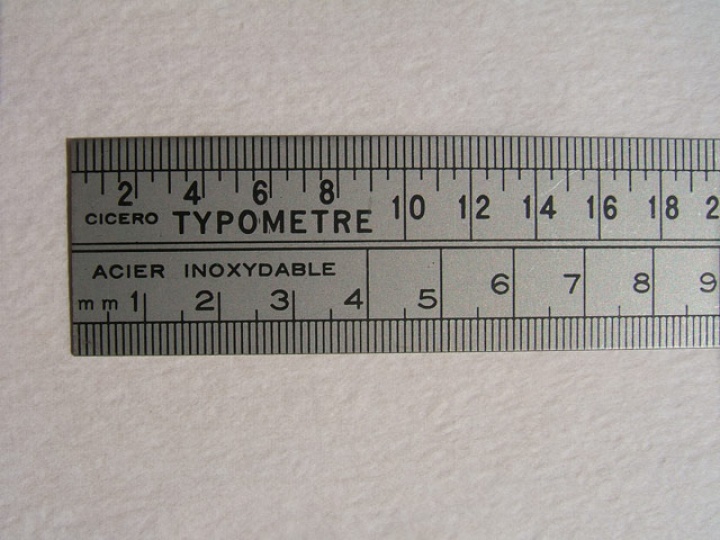 2 4 6 8 10 12 14 16 18 2
CICERO TYPOMETRE
ACIER INOXYDABLE
mm 1 2 3 4 5 6 7 8 9